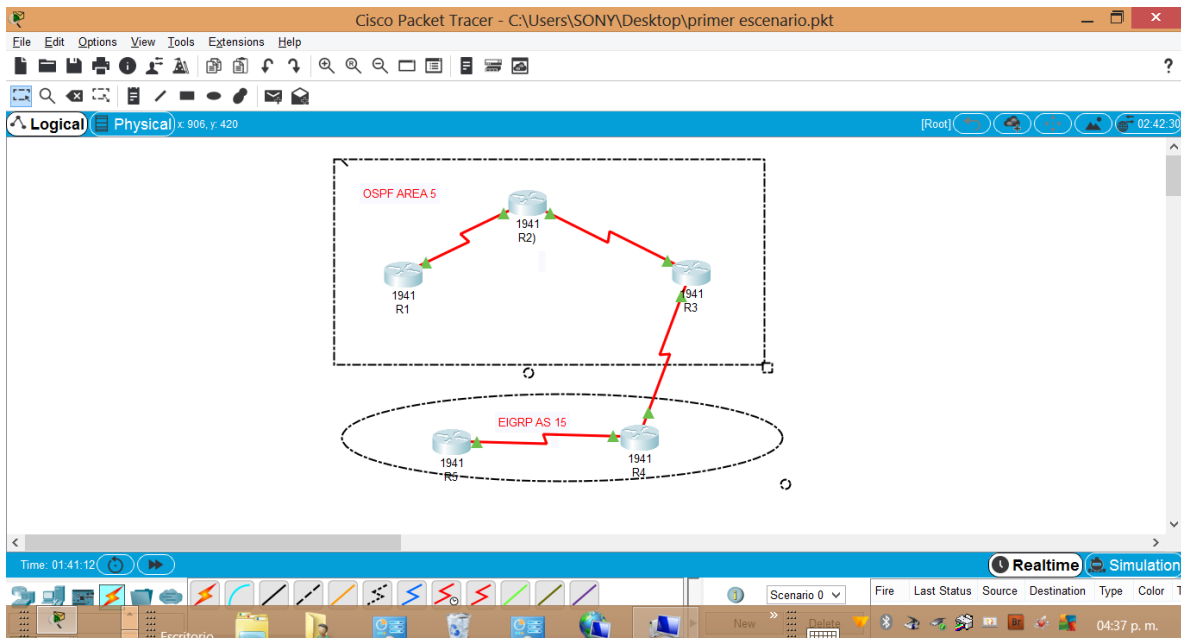 Cisco Packet Tracer - C:\Users\SONY\Desktop\primer escenario.pkt
File Edit Options View Tools Extensions Help
?
Logical Physical x: 906, y: 420 [Root] 02:42:30
OSPF AREA 5
1941
R2)
1941
R1
1941
R3
EIGRP AS 15
1941
R5
1941
R4
Time: 01:41:12 Realtime Simulation
Scenario 0 Fire Last Status Source Destination Type Color T
New Delete
Escritorio 04:37 p. m.